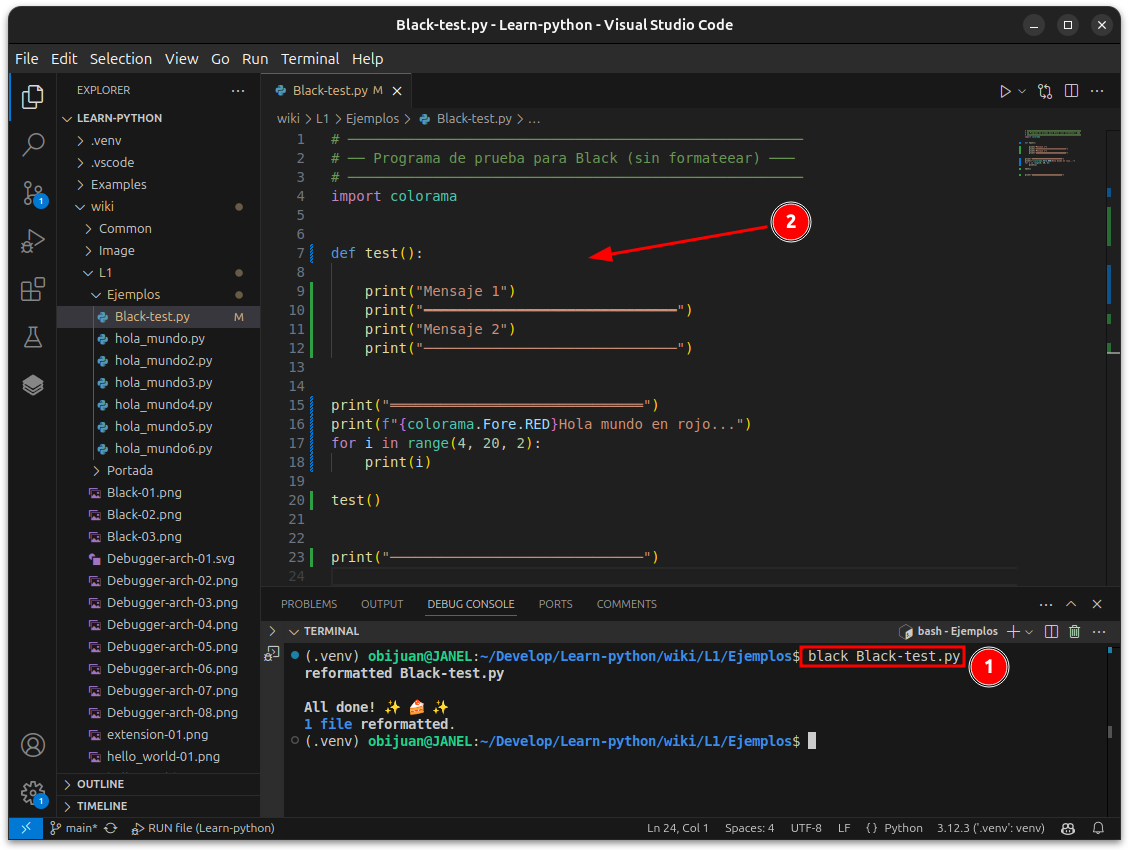 Black-test.py - Learn-python - Visual Studio Code
File Edit Selection View Go Run Terminal Help
EXPLORER
LEARN-PYTHON
.venv
.vscode
Examples
wiki
Common
Image
L1
Ejemplos
Black-test.py M
hola_mundo.py
hola_mundo2.py
hola_mundo3.py
hola_mundo4.py
hola_mundo5.py
hola_mundo6.py
Portada
Black-01.png
Black-02.png
Black-03.png
Debugger-arch-01.svg
Debugger-arch-02.png
Debugger-arch-03.png
Debugger-arch-04.png
Debugger-arch-05.png
Debugger-arch-06.png
Debugger-arch-07.png
Debugger-arch-08.png
extension-01.png
hello_world-01.png
OUTLINE
TIMELINE
1
1
Black-test.py M
wiki > L1 > Ejemplos > Black-test.py > ...
1 # ──────────────────────────────
2 # ── Programa de prueba para Black (sin formateear) ───
3 # ──────────────────────────────
4 import colorama
5
6
7 def test():
8
9 print("Mensaje 1")
10 print("══════════════════════════════")
11 print("Mensaje 2")
12 print("──────────────────────────────")
13
14
15 print("══════════════════════════════")
16 print(f"{colorama.Fore.RED}Hola mundo en rojo...")
17 for i in range(4, 20, 2):
18 print(i)
19
20 test()
21
22
23 print("──────────────────────────────")
24
2
PROBLEMS OUTPUT DEBUG CONSOLE PORTS COMMENTS
TERMINAL
bash - Ejemplos
(.venv) obijuan@JANEL:~/Develop/Learn-python/wiki/L1/Ejemplos$ black Black-test.py
1
reformatted Black-test.py
All done! ✨ 🍰 ✨
1 file reformatted.
(.venv) obijuan@JANEL:~/Develop/Learn-python/wiki/L1/Ejemplos$
main* RUN file (Learn-python) Ln 24, Col 1 Spaces: 4 UTF-8 LF {} Python 3.12.3 ('.venv': venv)